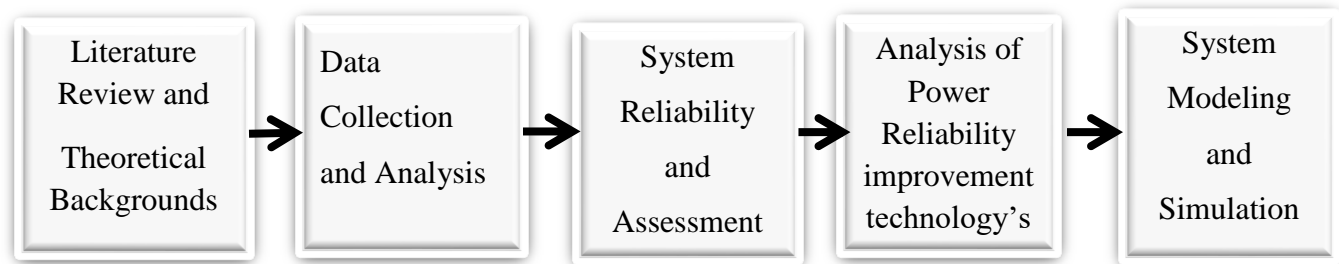 Literature
Review and
Theoretical
Backgrounds
Data
Collection
and Analysis
System
Reliability
and
Assessment
Analysis of
Power
Reliability
improvement
technology’s
System
Modeling
and
Simulation